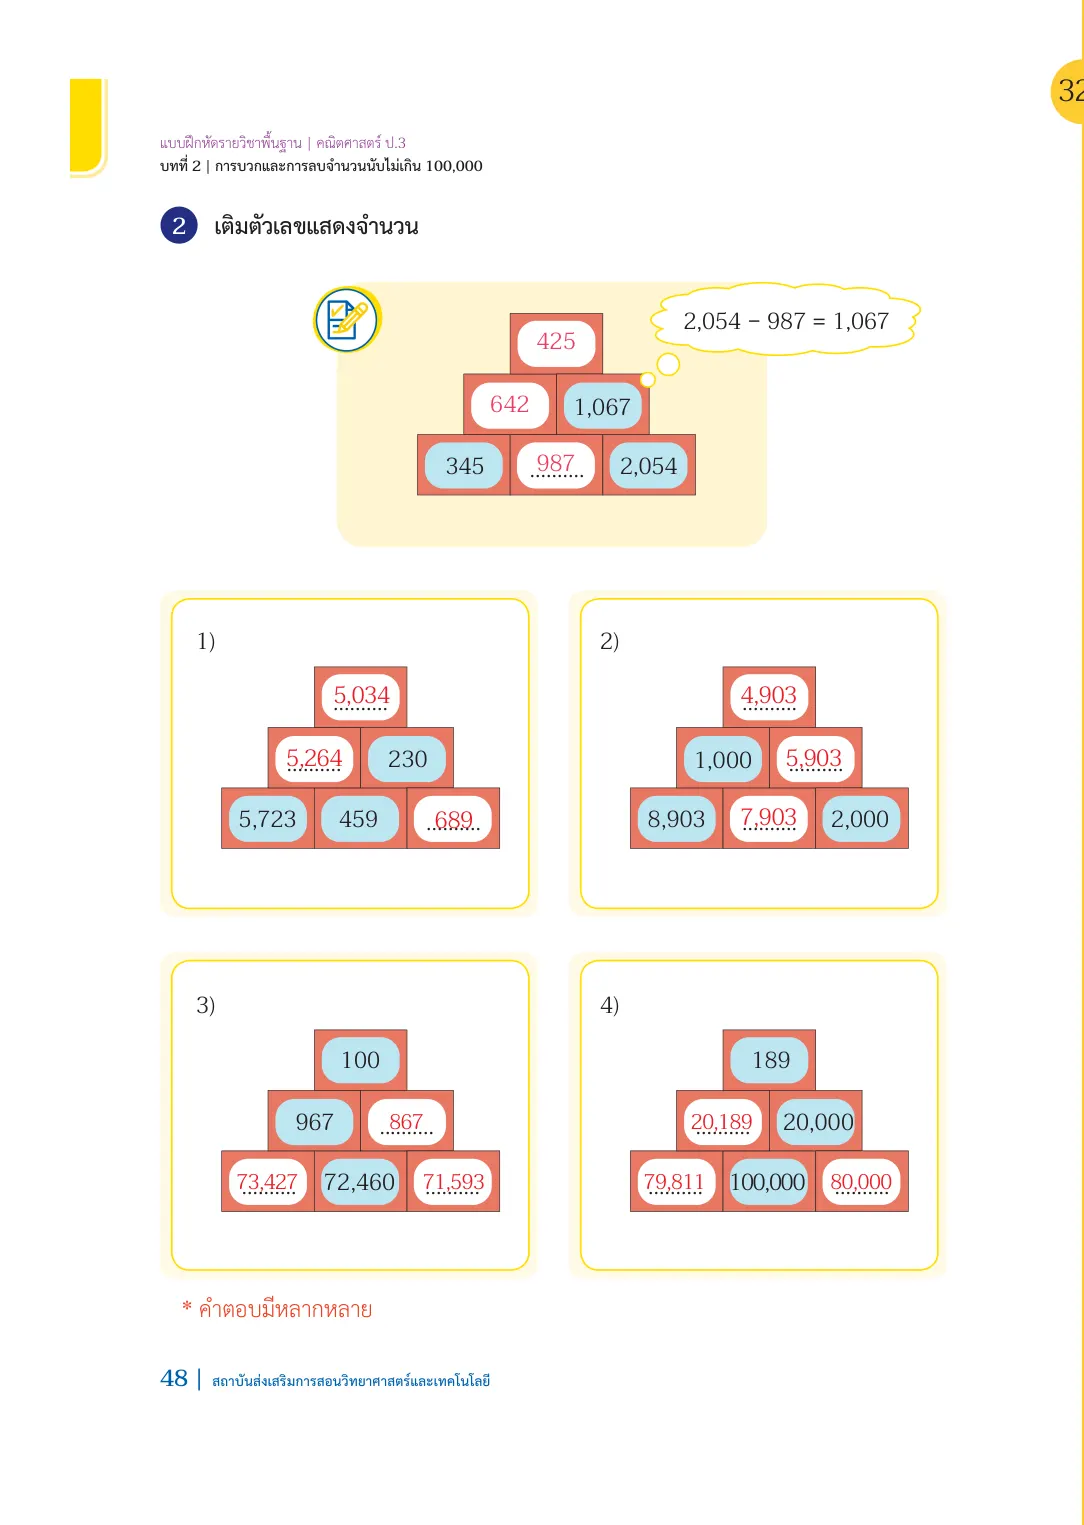 32
แบบฝึกหัดรายวิชาพื้นฐาน | คณิตศาสตร์ ป.3
บทที่ 2 | การบวกและการลบจำนวนนับไม่เกิน 100,000
2 เติมตัวเลขแสดงจำนวน
2,054 − 987 = 1,067
425
642 1,067
345 987 2,054
1)
5,034
5,264 230
5,723 459 689
2)
4,903
1,000 5,903
8,903 7,903 2,000
3)
100
967 867
73,427 72,460 71,593
4)
189
20,189 20,000
79,811 100,000 80,000
* คำตอบมีหลากหลาย
48 | สถาบันส่งเสริมการสอนวิทยาศาสตร์และเทคโนโลยี